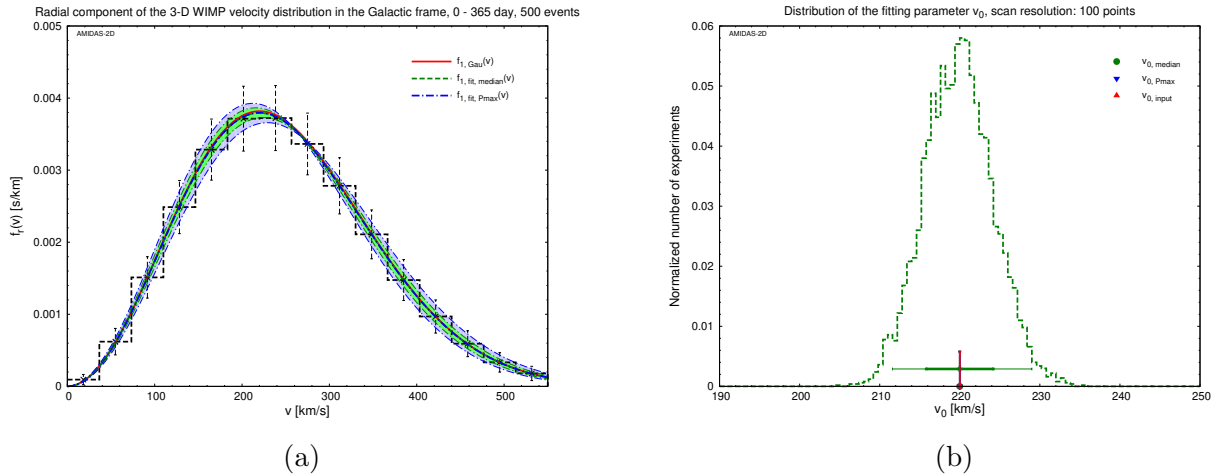 Radial component of the 3-D WIMP velocity distribution in the Galactic frame, 0 - 365 day, 500 events
AMIDAS-2D
f1, Gau(v)
f1, fit, median(v)
f1, fit, Pmax(v)
fr(v) [s/km]
0.005
0.004
0.003
0.002
0.001
0
0 100 200 300 400 500
v [km/s]
(a)
Distribution of the fitting parameter v0, scan resolution: 100 points
AMIDAS-2D
v0, median
v0, Pmax
v0, input
Normalized number of experiments
0.06
0.05
0.04
0.03
0.02
0.01
0
190 200 210 220 230 240 250
v0 [km/s]
(b)